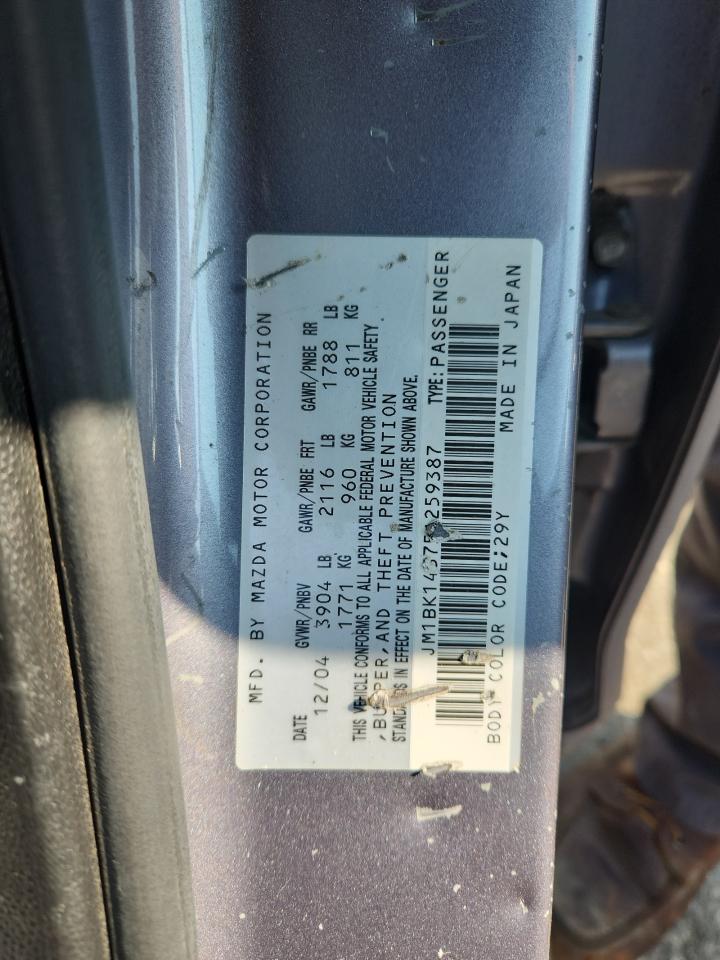 MFD. BY MAZDA MOTOR CORPORATION
DATE GVWR/PNBV GAWR/PNBE FRT GAWR/PNBE RR
12/04 3904 LB 2116 LB 1788 LB
1771 KG 960 KG 811 KG
THIS VEHICLE CONFORMS TO ALL APPLICABLE FEDERAL MOTOR VEHICLE SAFETY
,BUMPER,AND THEFT PREVENTION
STANDARDS IN EFFECT ON THE DATE OF MANUFACTURE SHOWN ABOVE.
TYPE:PASSENGER
BODY COLOR CODE;29Y MADE IN JAPAN